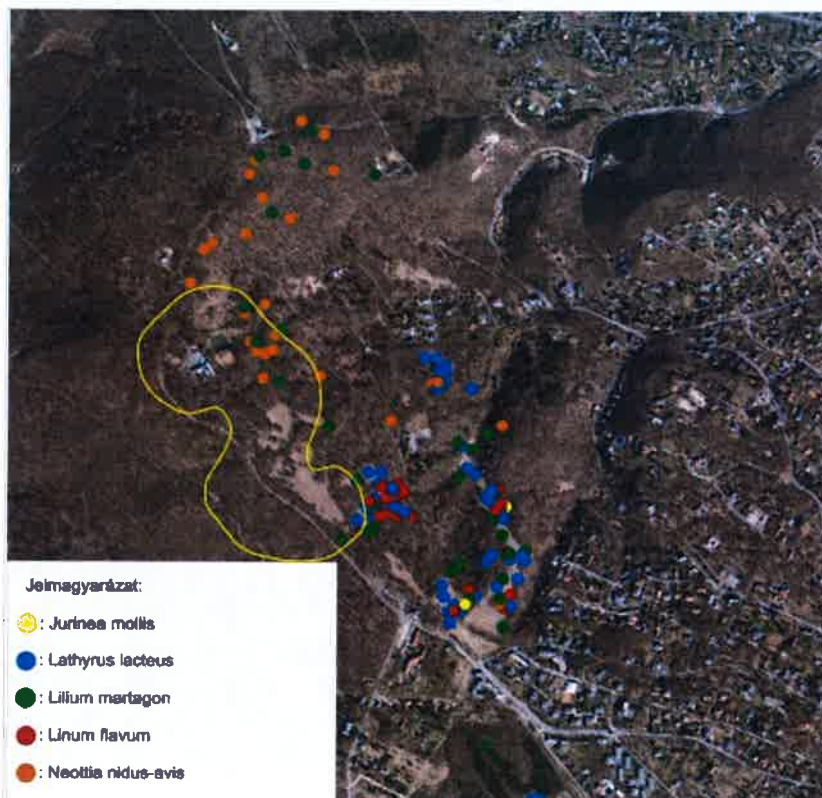 Jelmagyarázat:
: Jurinea mollis
: Lathyrus lacteus
: Lilium martagon
: Linum flavum
: Neottia nidus-avis